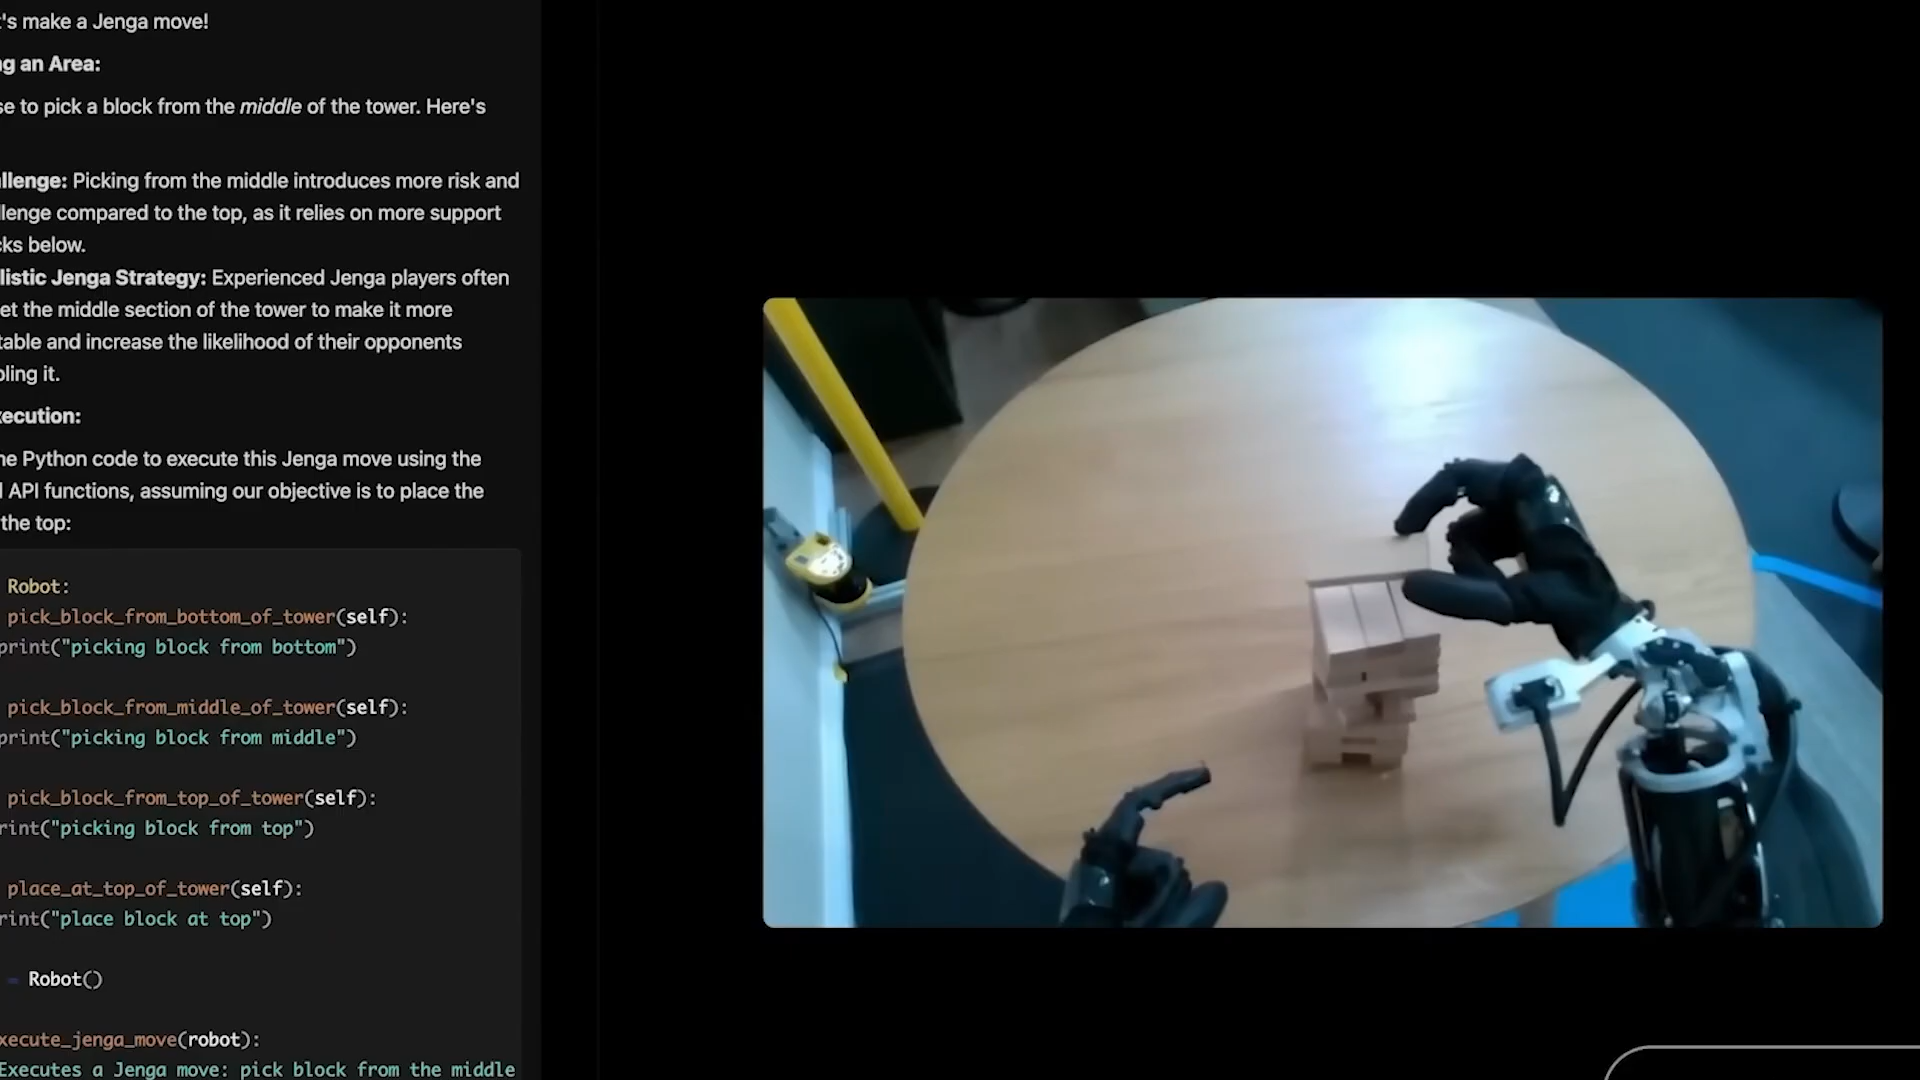 t's make a Jenga move!
ng an Area:
se to pick a block from the middle of the tower. Here's
llenge: Picking from the middle introduces more risk and
llenge compared to the top, as it relies on more support
cks below.
listic Jenga Strategy: Experienced Jenga players often
et the middle section of the tower to make it more
table and increase the likelihood of their opponents
bling it.
xecution:
he Python code to execute this Jenga move using the
l API functions, assuming our objective is to place the
the top:
Robot:
pick_block_from_bottom_of_tower(self):
print("picking block from bottom")
pick_block_from_middle_of_tower(self):
print("picking block from middle")
pick_block_from_top_of_tower(self):
rint("picking block from top")
place_at_top_of_tower(self):
rint("place block at top")
= Robot()
xecute_jenga_move(robot):
Executes a Jenga move: pick block from the middle